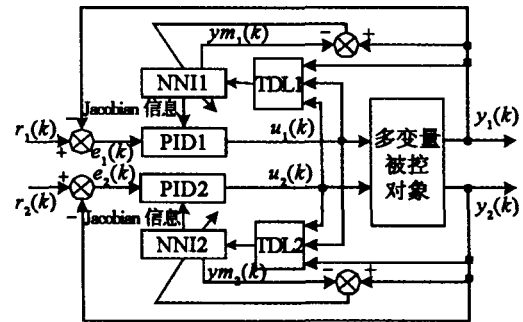 ym₁(k)
− +
NNI1 TDL1
−
Jacobian 信息
r₁(k) + e₁(k) PID1 u₁(k) 多变量被控对象 y₁(k)
r₂(k) + e₂(k) PID2 u₂(k) y₂(k)
−
Jacobian 信息
NNI2 TDL2
ym₂(k) − +